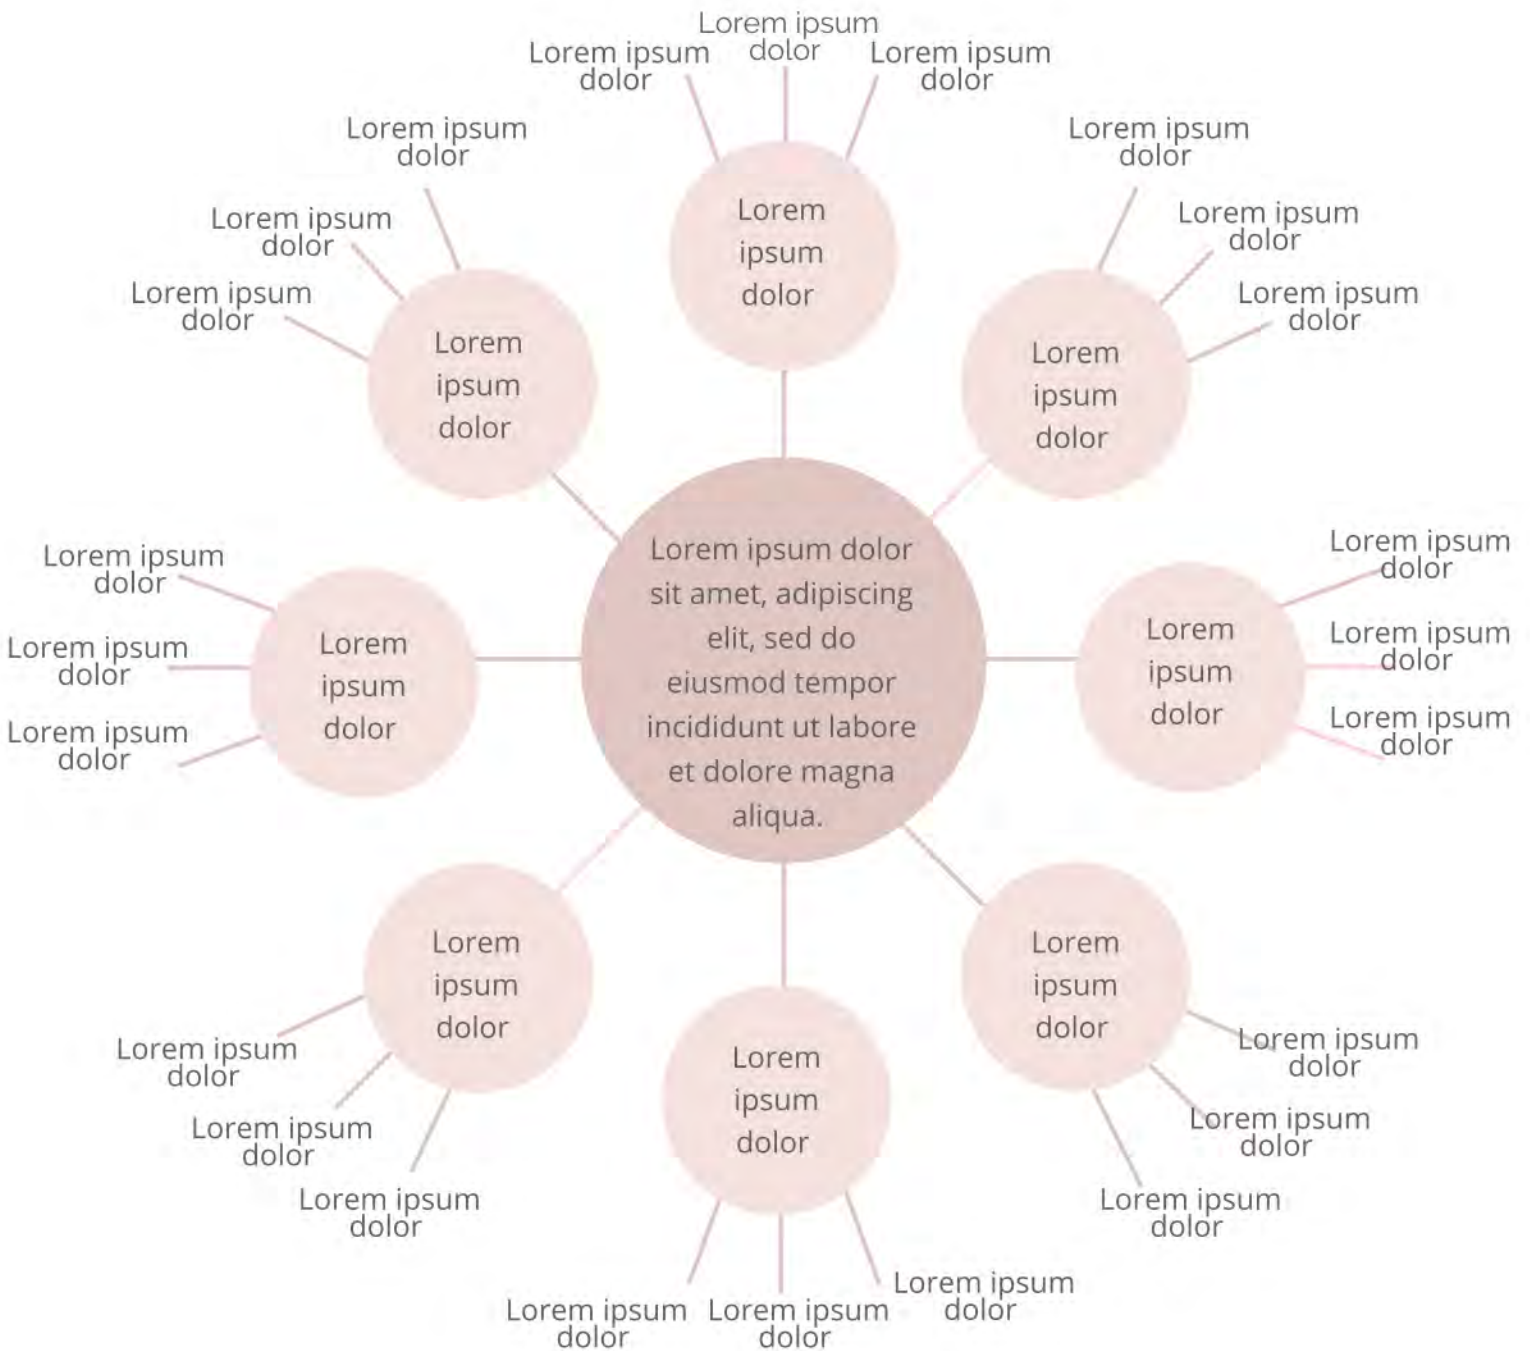 Lorem ipsum
dolor
Lorem ipsum
dolor
Lorem ipsum
dolor
Lorem ipsum
dolor
Lorem ipsum
dolor
Lorem ipsum
dolor
Lorem ipsum
dolor
Lorem ipsum
dolor
Lorem ipsum
dolor
Lorem
ipsum
dolor
Lorem
ipsum
dolor
Lorem
ipsum
dolor
Lorem ipsum
dolor
Lorem ipsum
dolor
Lorem ipsum
dolor
Lorem
ipsum
dolor
Lorem ipsum dolor
sit amet, adipiscing
elit, sed do
eiusmod tempor
incididunt ut labore
et dolore magna
aliqua.
Lorem
ipsum
dolor
Lorem ipsum
dolor
Lorem ipsum
dolor
Lorem ipsum
dolor
Lorem
ipsum
dolor
Lorem
ipsum
dolor
Lorem
ipsum
dolor
Lorem ipsum
dolor
Lorem ipsum
dolor
Lorem ipsum
dolor
Lorem ipsum
dolor
Lorem ipsum
dolor
Lorem ipsum
dolor
Lorem ipsum
dolor
Lorem ipsum
dolor
Lorem ipsum
dolor